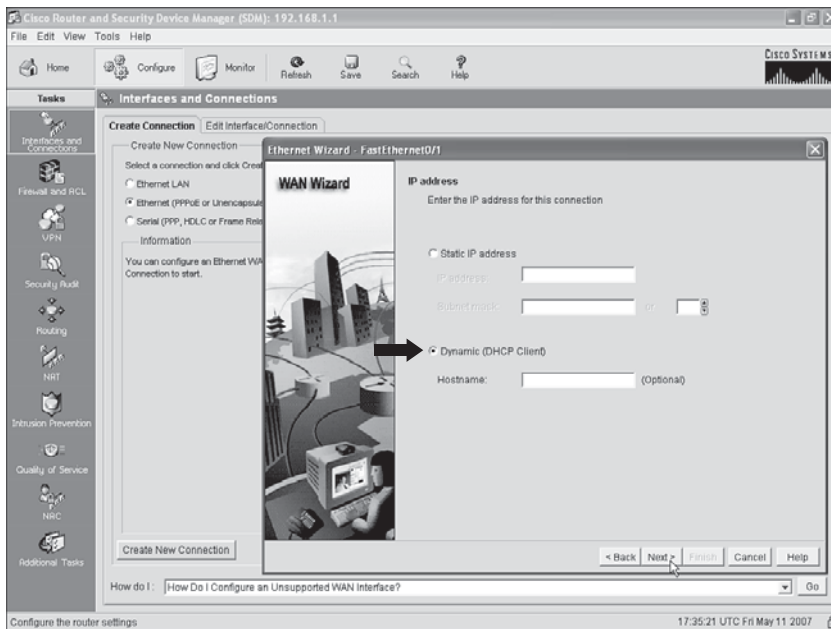 Cisco Router and Security Device Manager (SDM): 192.168.1.1
File Edit View Tools Help
Home Configure Monitor Refresh Save Search Help
CISCO SYSTEMS
Tasks
Interfaces and Connections
Interfaces and
Connections
Firewall and ACL
VPN
Security Audit
Routing
NAT
Intrusion Prevention
Quality of Service
NAC
Additional Tasks
Create Connection Edit Interface/Connection
Create New Connection
Select a connection and click Creat
Ethernet LAN
Ethernet (PPPoE or Unencapsula
Serial (PPP, HDLC or Frame Rela
Information
You can configure an Ethernet WA
Connection to start.
Create New Connection
Ethernet Wizard - FastEthernet0/1
WAN Wizard
IP address
Enter the IP address for this connection
Static IP address
IP address:
Subnet mask: or
Dynamic (DHCP Client)
Hostname: (Optional)
< Back Next > Finish Cancel Help
How do I: How Do I Configure an Unsupported WAN Interface? Go
Configure the router settings 17:35:21 UTC Fri May 11 2007